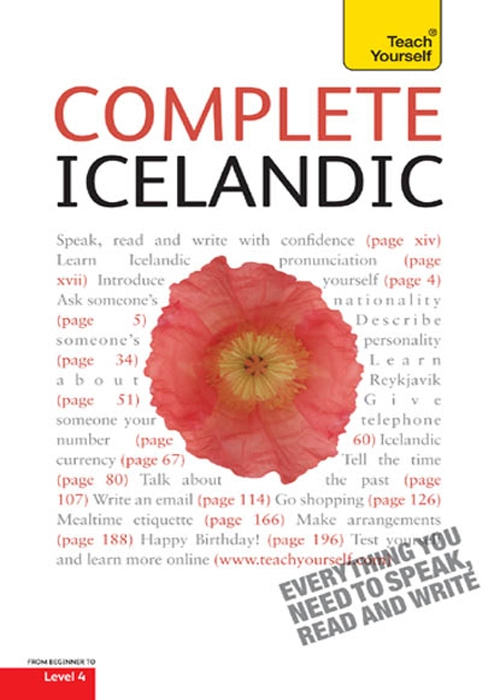 Teach®
Yourself
COMPLETE
ICELANDIC
Speak, read and write with confidence (page xiv)
Learn Icelandic pronunciation (page
xvii) Introduce yourself (page 4)
Ask someone's nationality
(page 5) Describe
someone's personality
(page 34) Learn
about Reykjavik
(page 51) Give
someone your telephone
number (page 60) Icelandic
currency (page 67) Tell the time
(page 80) Talk about the past (page
107) Write an email (page 114) Go shopping (page 126)
Mealtime etiquette (page 166) Make arrangements
(page 188) Happy Birthday! (page 196) Test yourself
and learn more online (www.teachyourself.com)
EVERYTHING YOU
NEED TO SPEAK,
READ AND WRITE
FROM BEGINNER TO
Level 4